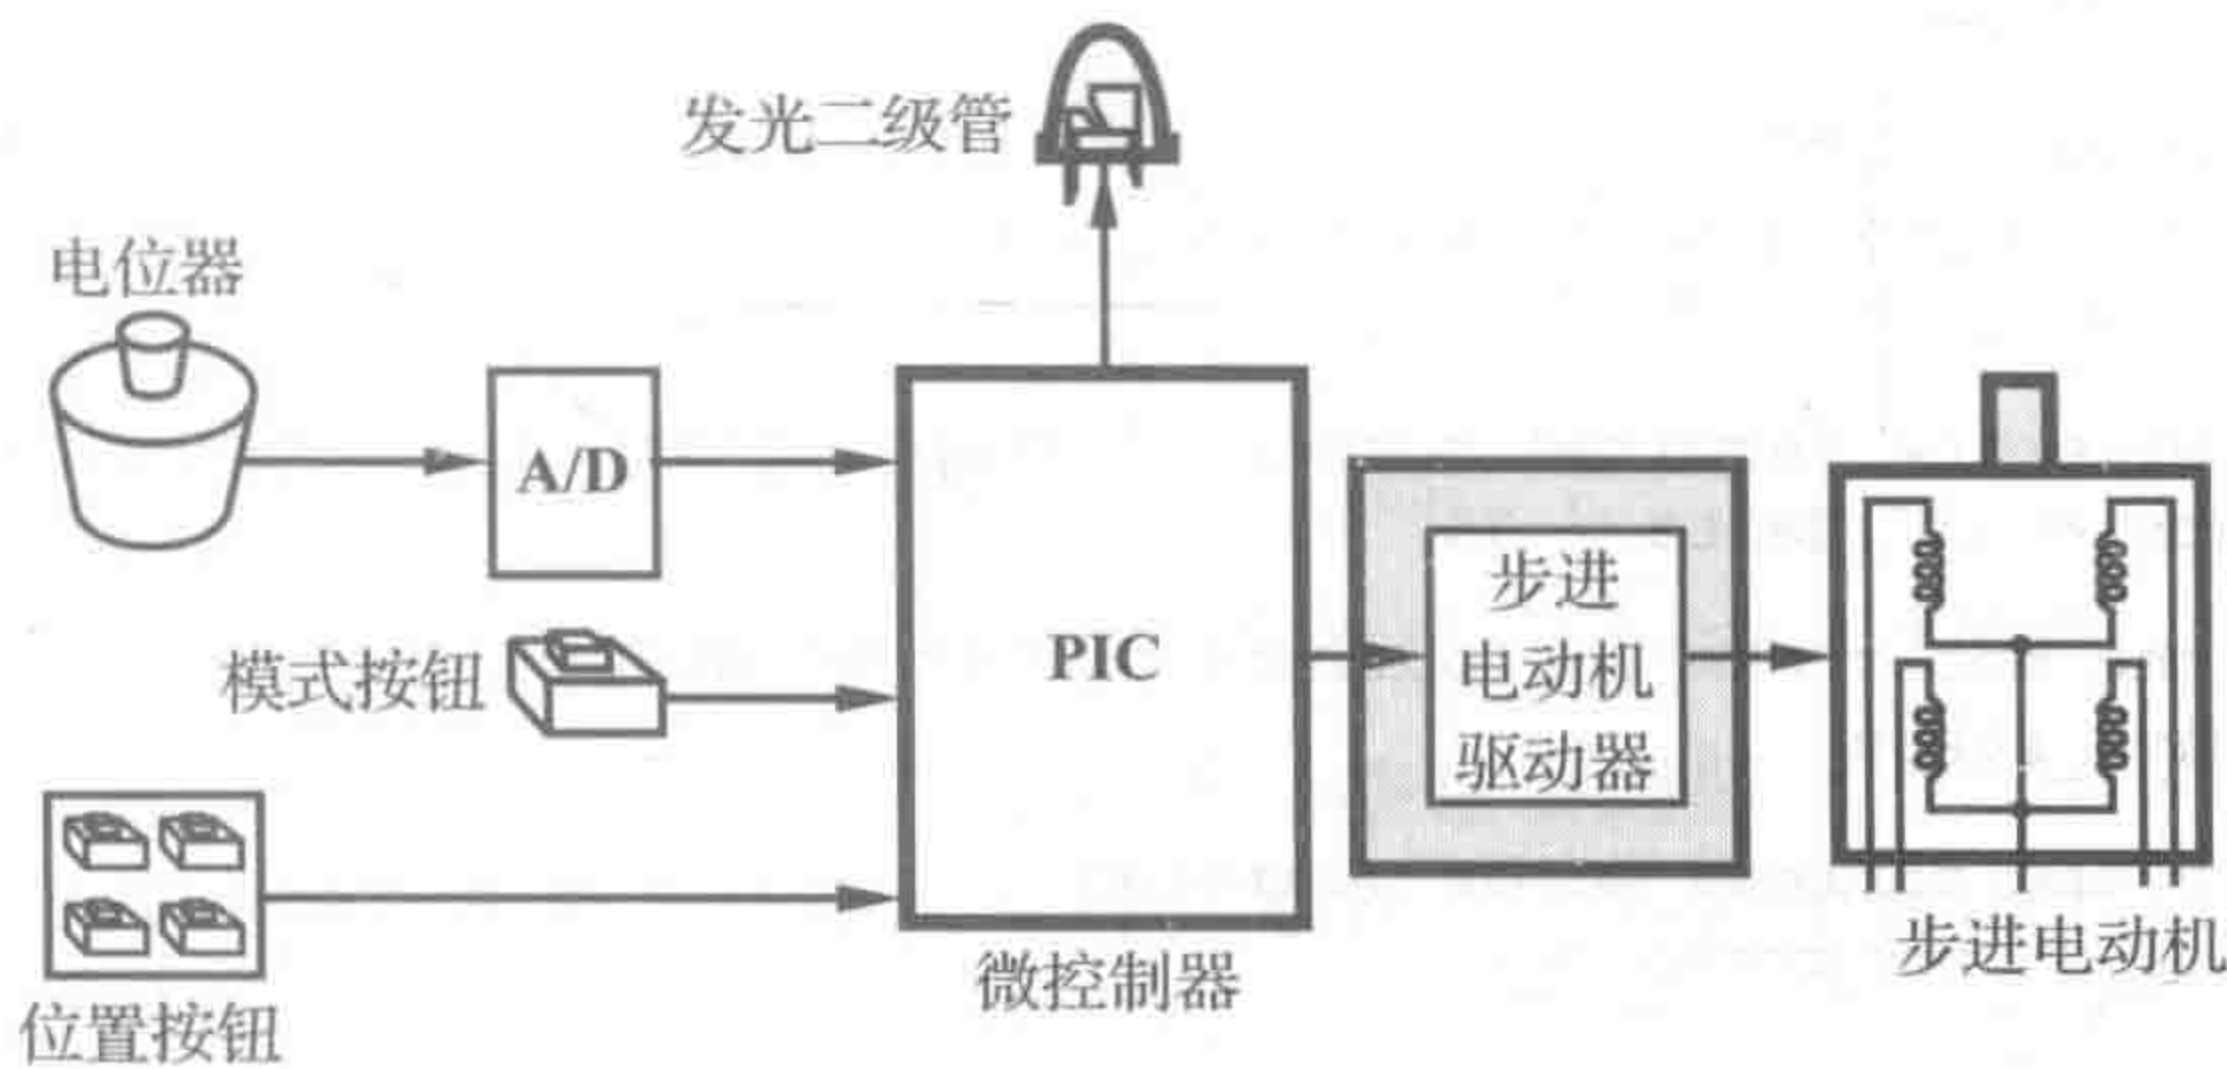 发光二级管
电位器
A/D
模式按钮
PIC
步进
电动机
驱动器
位置按钮
微控制器
步进电动机